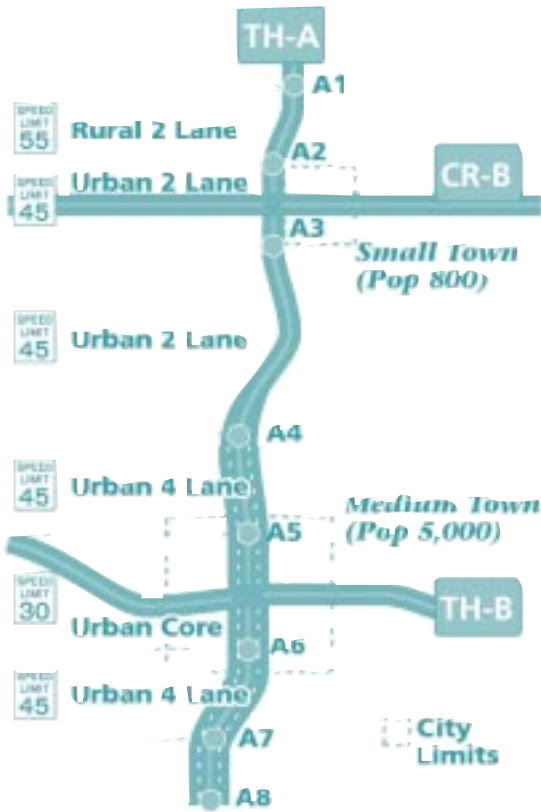 TH-A
A1
SPEED
LIMIT
55
Rural 2 Lane
A2
SPEED
LIMIT
45
Urban 2 Lane
CR-B
A3
Small Town
(Pop 800)
SPEED
LIMIT
45
Urban 2 Lane
A4
SPEED
LIMIT
45
Urban 4 Lane
Medium Town
(Pop 5,000)
A5
SPEED
LIMIT
30
Urban Core
TH-B
A6
SPEED
LIMIT
45
Urban 4 Lane
City
Limits
A7
A8